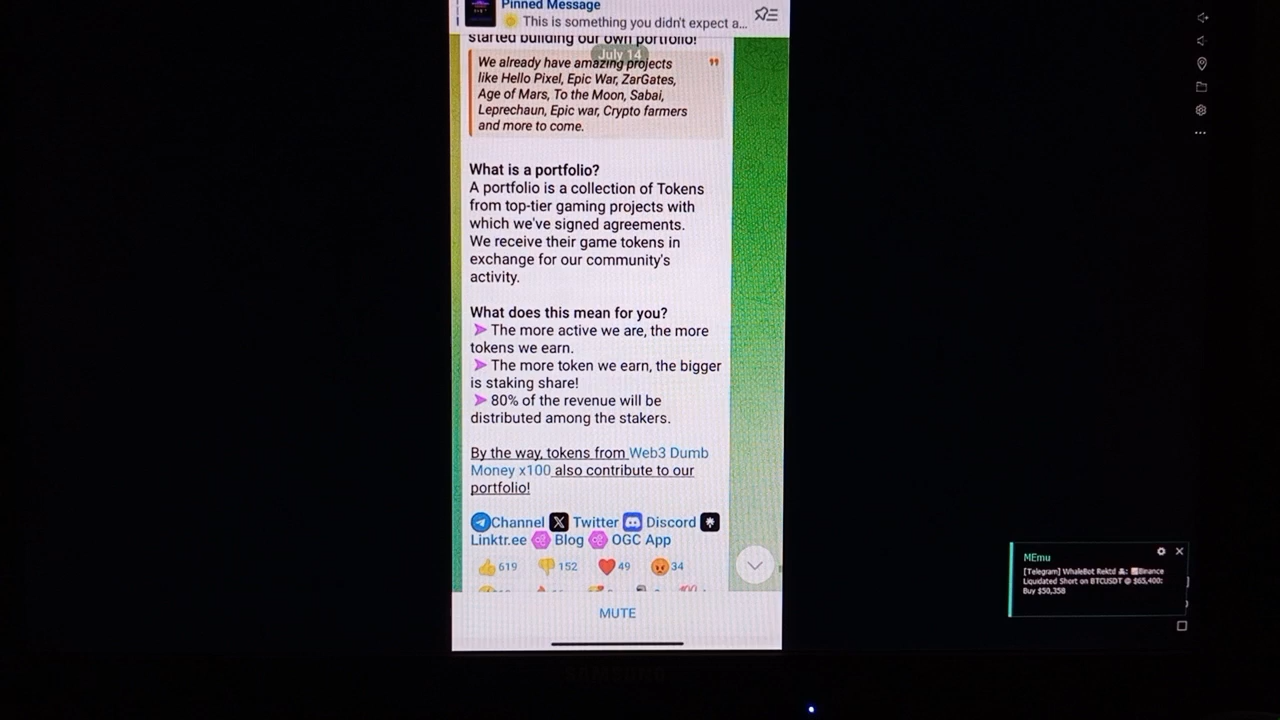 Pinned Message
This is something you didn't expect a...
started building our own portfolio!
July 14
We already have amazing projects
like Hello Pixel, Epic War, ZarGates,
Age of Mars, To the Moon, Sabai,
Leprechaun, Epic war, Crypto farmers
and more to come.
What is a portfolio?
A portfolio is a collection of Tokens
from top-tier gaming projects with
which we've signed agreements.
We receive their game tokens in
exchange for our community's
activity.
What does this mean for you?
➤ The more active we are, the more
tokens we earn.
➤ The more token we earn, the bigger
is staking share!
➤ 80% of the revenue will be
distributed among the stakers.
By the way, tokens from Web3 Dumb
Money x100 also contribute to our
portfolio!
Channel Twitter Discord
Linktr.ee Blog OGC App
619 152 49 34
MUTE
MEmu
[Telegram] WhaleBot Rektd : Binance
Liquidated Short on BTCUSDT @ $65,400:
Buy $50,358
SAMSUNG